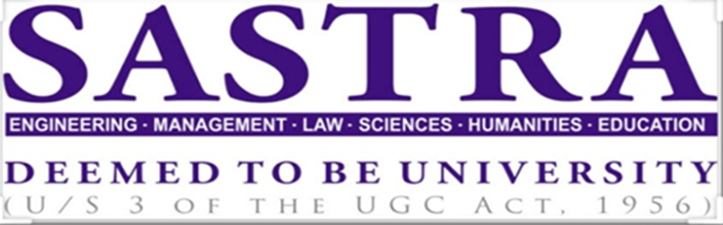 SASTRA
ENGINEERING · MANAGEMENT · LAW · SCIENCES · HUMANITIES · EDUCATION
DEEMED TO BE UNIVERSITY
(U/S 3 OF THE UGC ACT, 1956)